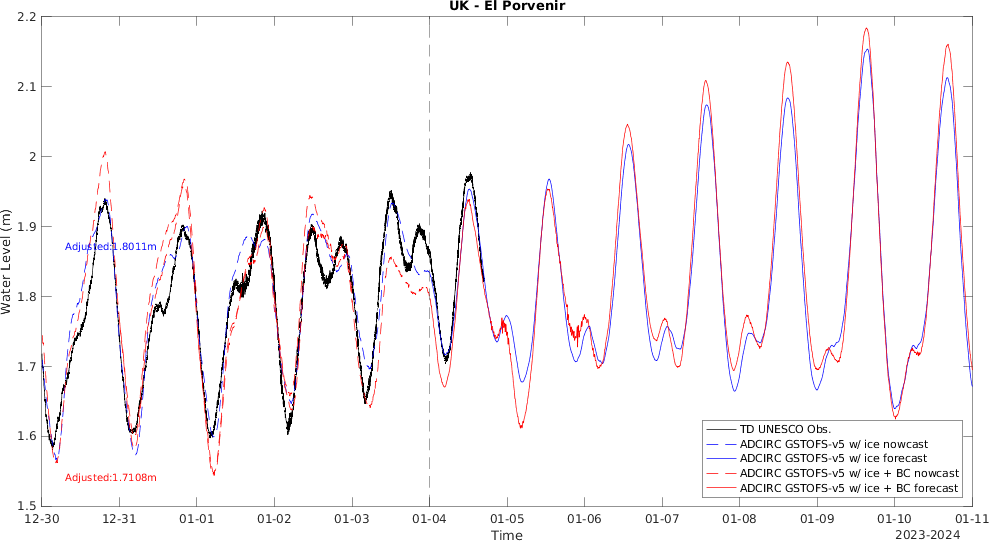 UK - El Porvenir
2.2
2.1
2
1.9
1.8
1.7
1.6
1.5
Water Level (m)
Adjusted:1.8011m
Adjusted:1.7108m
TD UNESCO Obs.
ADCIRC GSTOFS-v5 w/ ice nowcast
ADCIRC GSTOFS-v5 w/ ice forecast
ADCIRC GSTOFS-v5 w/ ice + BC nowcast
ADCIRC GSTOFS-v5 w/ ice + BC forecast
12-30 12-31 01-01 01-02 01-03 01-04 01-05 01-06 01-07 01-08 01-09 01-10 01-11
Time
2023-2024